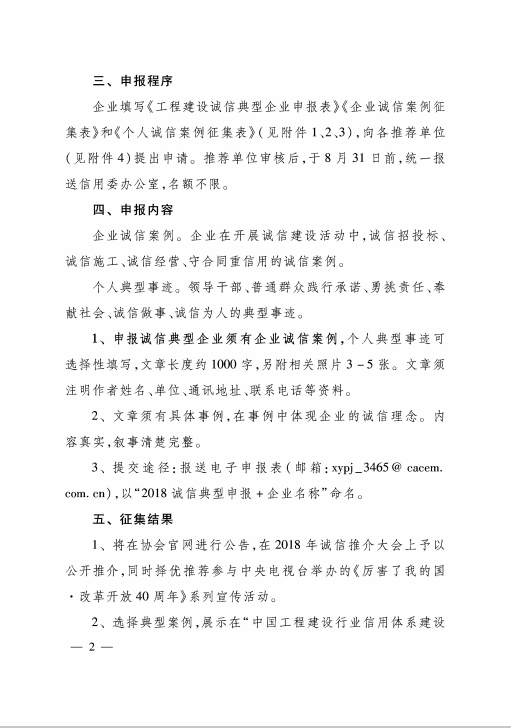 三、申报程序
企业填写《工程建设诚信典型企业申报表》《企业诚信案例征
集表》和《个人诚信案例征集表》(见附件1、2、3),向各推荐单位
(见附件4)提出申请。推荐单位审核后,于8月31日前,统一报
送信用委办公室,名额不限。
四、申报内容
企业诚信案例。企业在开展诚信建设活动中,诚信招投标、
诚信施工、诚信经营、守合同重信用的诚信案例。
个人典型事迹。领导干部、普通群众践行承诺、勇挑责任、奉
献社会、诚信做事、诚信为人的典型事迹。
1、申报诚信典型企业须有企业诚信案例,个人典型事迹可
选择性填写,文章长度约1000字,另附相关照片3-5张。文章须
注明作者姓名、单位、通讯地址、联系电话等资料。
2、文章须有具体事例,在事例中体现企业的诚信理念。内
容真实,叙事清楚完整。
3、提交途径:报送电子申报表(邮箱:xypj_3465@cacem.
com.cn),以“2018诚信典型申报+企业名称”命名。
五、征集结果
1、将在协会官网进行公告,在2018年诚信推介大会上予以
公开推介,同时择优推荐参与中央电视台举办的《厉害了我的国
·改革开放40周年》系列宣传活动。
2、选择典型案例,展示在“中国工程建设行业信用体系建设
— 2 —